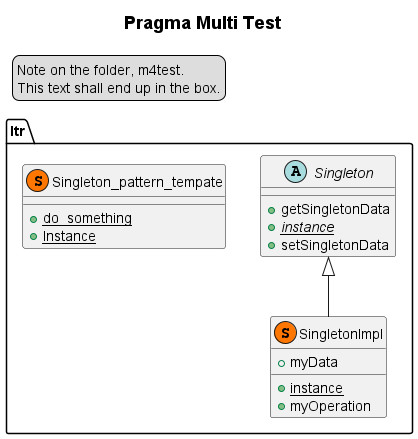 Pragma Multi Test
Note on the folder, m4test.
This text shall end up in the box.
ltr
S Singleton_pattern_tempate
do_something
Instance
A Singleton
getSingletonData
instance
setSingletonData
S SingletonImpl
myData
instance
myOperation